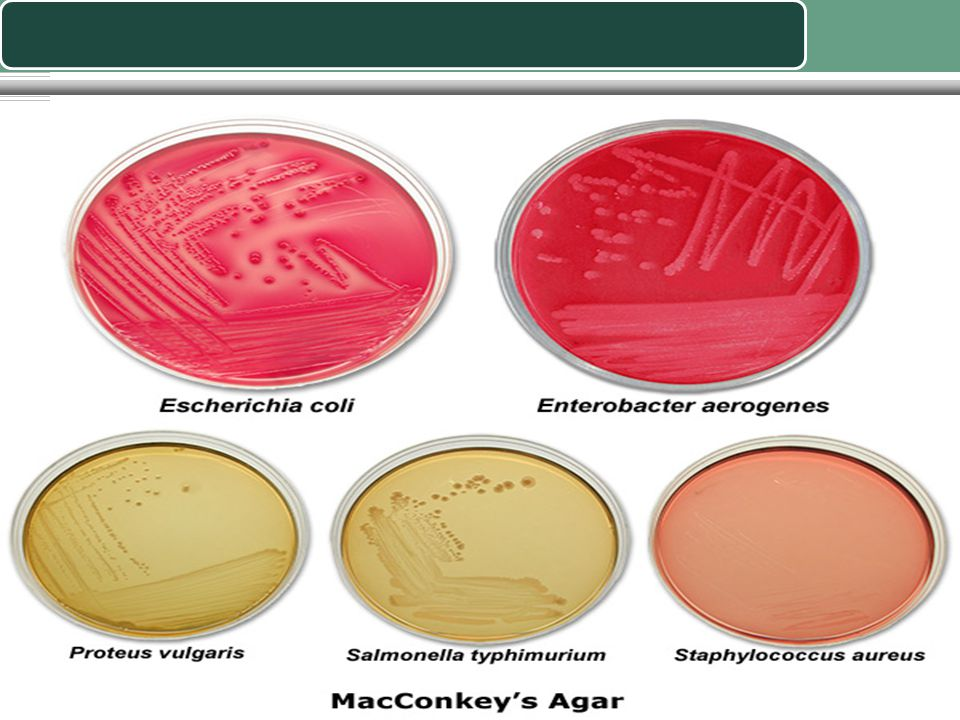 Escherichia coli
Enterobacter aerogenes
Proteus vulgaris
Salmonella typhimurium
Staphylococcus aureus
MacConkey's Agar